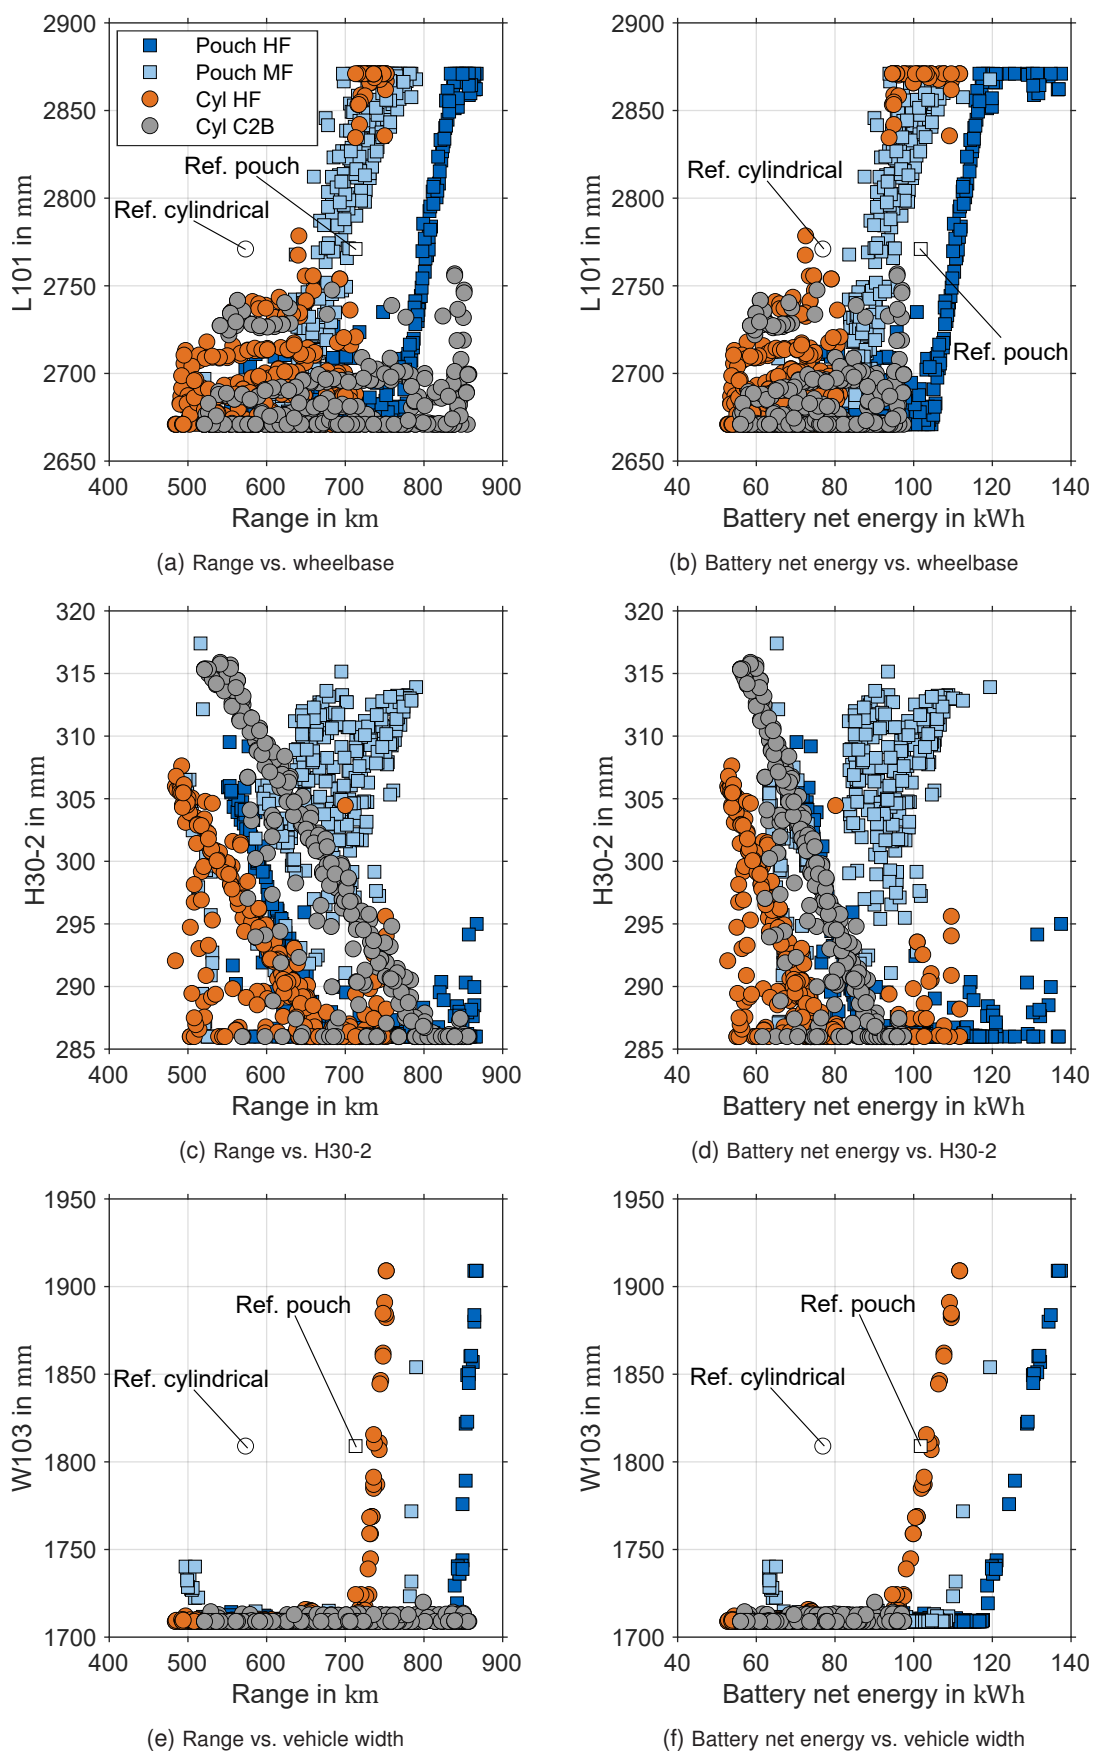 2900
2850
2800
2750
2700
2650
400 500 600 700 800 900
L101 in mm
Range in km
Pouch HF
Pouch MF
Cyl HF
Cyl C2B
Ref. pouch
Ref. cylindrical
(a) Range vs. wheelbase
2900
2850
2800
2750
2700
2650
40 60 80 100 120 140
L101 in mm
Battery net energy in kWh
Ref. cylindrical
Ref. pouch
(b) Battery net energy vs. wheelbase
320
315
310
305
300
295
290
285
400 500 600 700 800 900
H30-2 in mm
Range in km
(c) Range vs. H30-2
320
315
310
305
300
295
290
285
40 60 80 100 120 140
H30-2 in mm
Battery net energy in kWh
(d) Battery net energy vs. H30-2
1950
1900
1850
1800
1750
1700
400 500 600 700 800 900
W103 in mm
Range in km
Ref. pouch
Ref. cylindrical
(e) Range vs. vehicle width
1950
1900
1850
1800
1750
1700
40 60 80 100 120 140
W103 in mm
Battery net energy in kWh
Ref. pouch
Ref. cylindrical
(f) Battery net energy vs. vehicle width